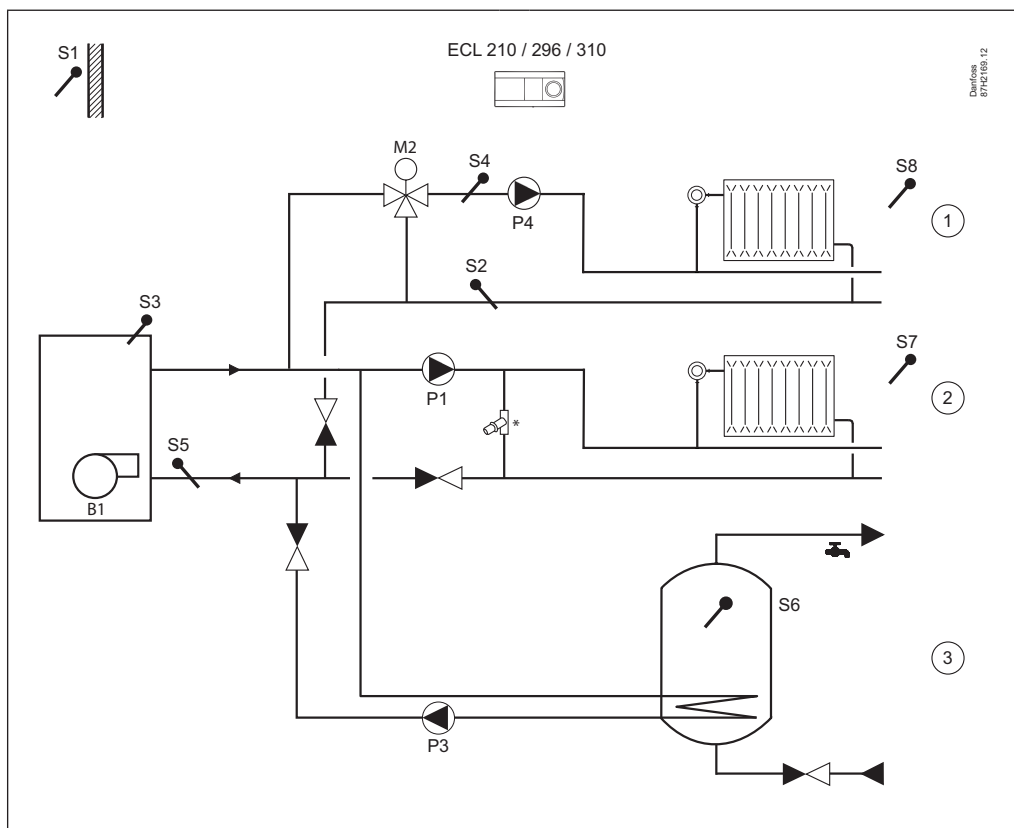 S1
ECL 210 / 296 / 310
Danfoss
87H2169.12
M2
S4
P4
S8
1
S2
S3
P1
S7
2
*
S5
B1
S6
3
P3